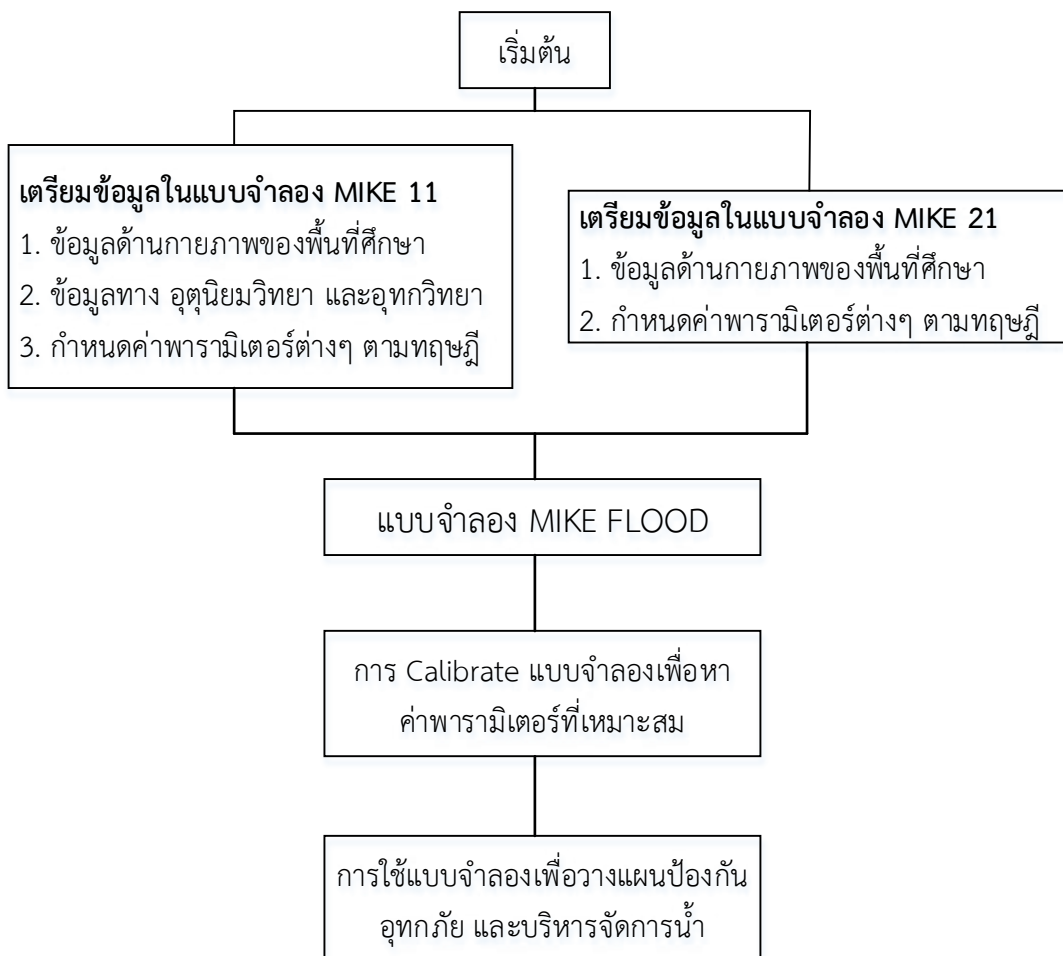 เริ่มต้น
เตรียมข้อมูลในแบบจำลอง MIKE 11
1. ข้อมูลด้านกายภาพของพื้นที่ศึกษา
2. ข้อมูลทาง อุตุนิยมวิทยา และอุทกวิทยา
3. กำหนดค่าพารามิเตอร์ต่างๆ ตามทฤษฎี
เตรียมข้อมูลในแบบจำลอง MIKE 21
1. ข้อมูลด้านกายภาพของพื้นที่ศึกษา
2. กำหนดค่าพารามิเตอร์ต่างๆ ตามทฤษฎี
แบบจำลอง MIKE FLOOD
การ Calibrate แบบจำลองเพื่อหา
ค่าพารามิเตอร์ที่เหมาะสม
การใช้แบบจำลองเพื่อวางแผนป้องกัน
อุทกภัย และบริหารจัดการน้ำ